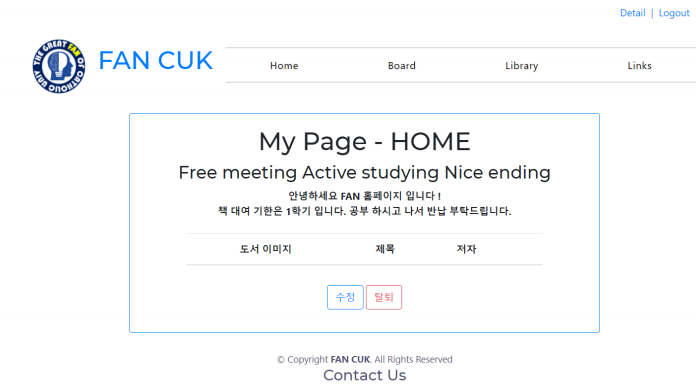 Detail | Logout
THE GREAT FAN OF CATHOLIC UNIV
FAN CUK
Home Board Library Links
My Page - HOME
Free meeting Active studying Nice ending
안녕하세요 FAN 홈페이지 입니다 !
책 대여 기한은 1학기 입니다. 공부 하시고 나서 반납 부탁드립니다.
도서 이미지 제목 저자
수정 탈퇴
© Copyright FAN CUK. All Rights Reserved
Contact Us